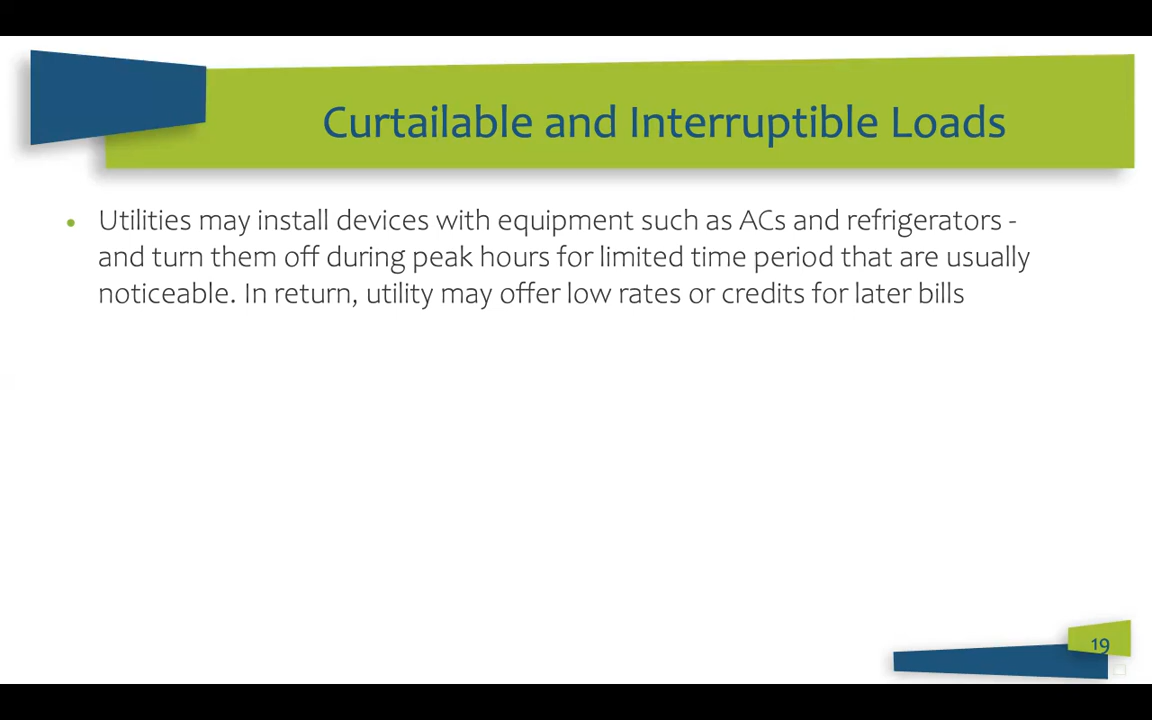 Curtailable and Interruptible Loads
• Utilities may install devices with equipment such as ACs and refrigerators -
and turn them off during peak hours for limited time period that are usually
noticeable. In return, utility may offer low rates or credits for later bills
19